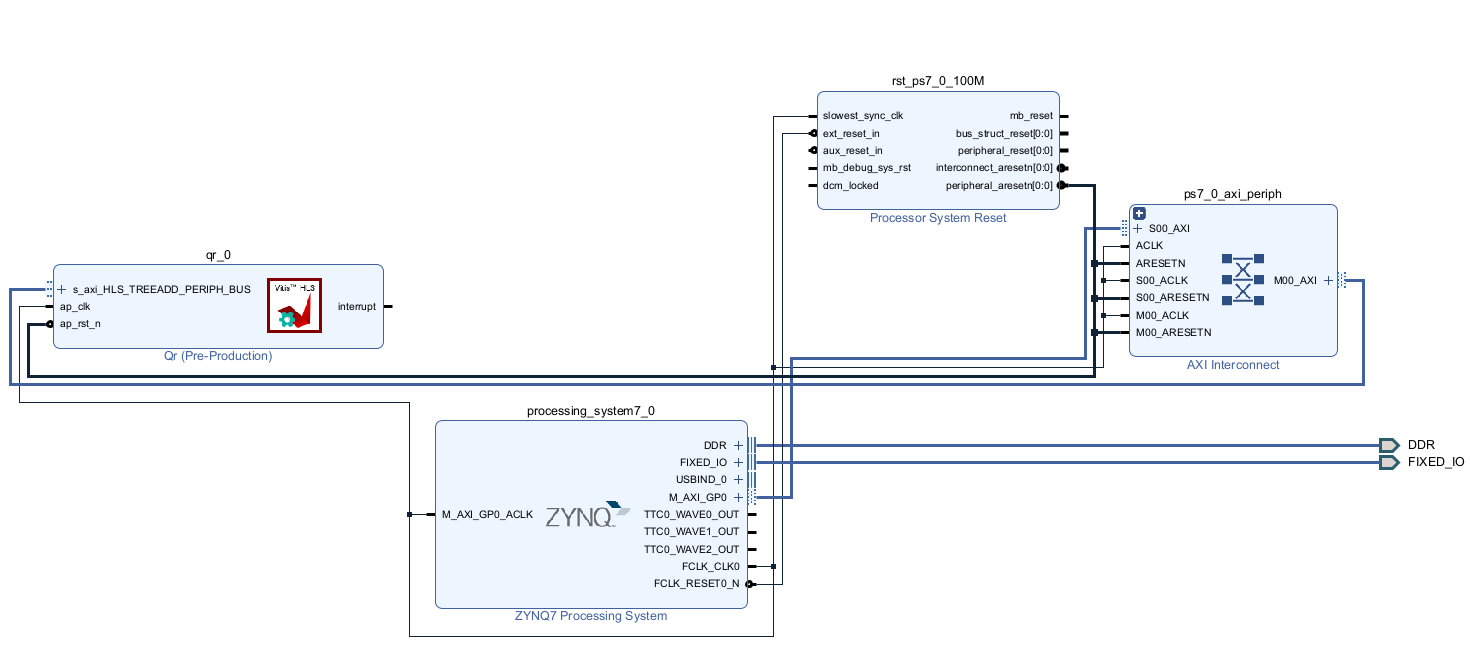 rst_ps7_0_100M
slowest_sync_clk
ext_reset_in
aux_reset_in
mb_debug_sys_rst
dcm_locked
mb_reset
bus_struct_reset[0:0]
peripheral_reset[0:0]
interconnect_aresetn[0:0]
peripheral_aresetn[0:0]
Processor System Reset
ps7_0_axi_periph
S00_AXI
ACLK
ARESETN
S00_ACLK
S00_ARESETN
M00_ACLK
M00_ARESETN
M00_AXI
AXI Interconnect
qr_0
s_axi_HLS_TREEADD_PERIPH_BUS
ap_clk
ap_rst_n
Vitis™ HLS
interrupt
Qr (Pre-Production)
processing_system7_0
M_AXI_GP0_ACLK
ZYNQ
DDR
FIXED_IO
USBIND_0
M_AXI_GP0
TTC0_WAVE0_OUT
TTC0_WAVE1_OUT
TTC0_WAVE2_OUT
FCLK_CLK0
FCLK_RESET0_N
ZYNQ7 Processing System
DDR
FIXED_IO